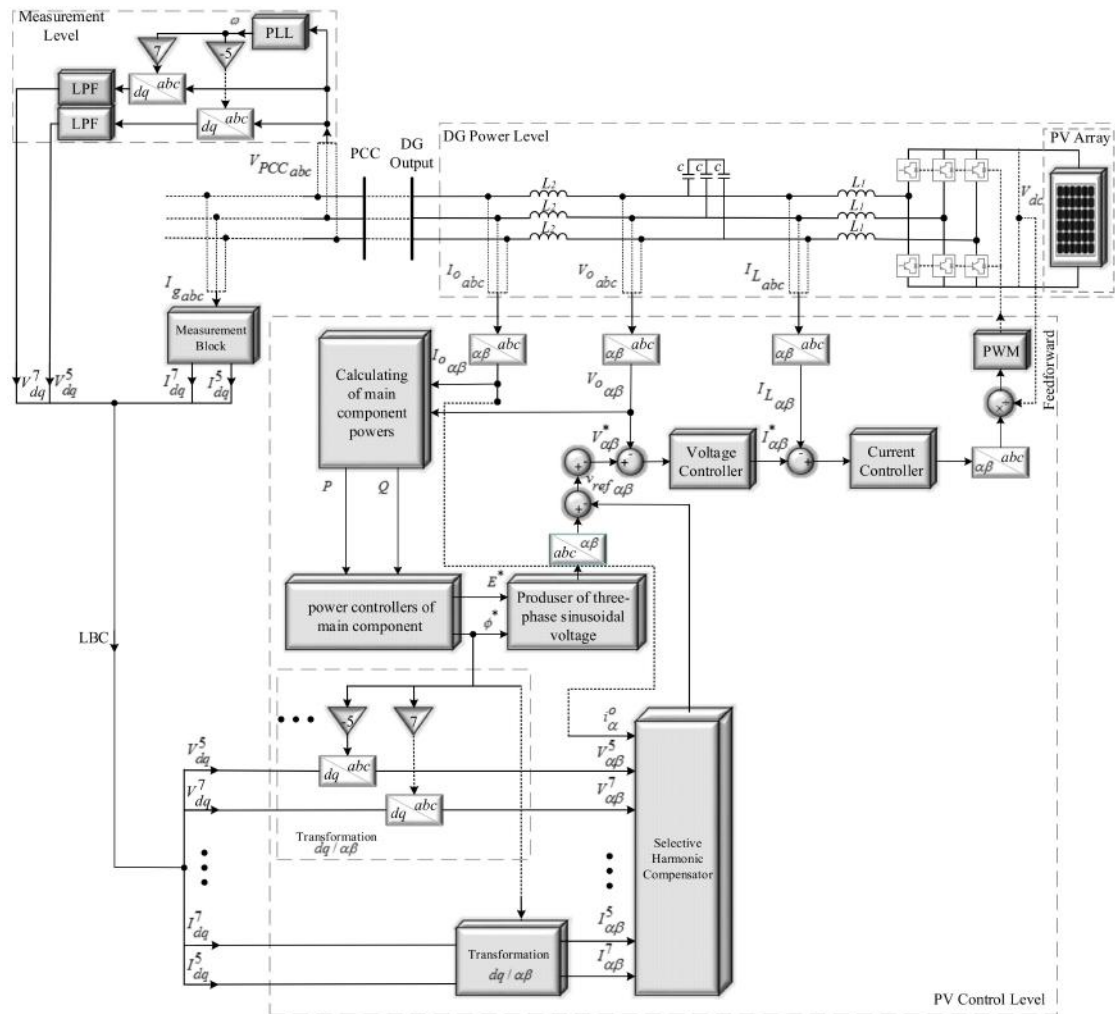 Measurement
Level
ω
PLL
7
-5
LPF
dq abc
LPF
dq abc
V_PCC abc
PCC
DG
Output
DG Power Level
PV Array
c c c
L2
L2
L2
L1
L1
L1
V_dc
I_g abc
I_o abc
V_o abc
I_L abc
Measurement
Block
V^7_dq V^5_dq
I^7_dq I^5_dq
Calculating
of main
component
powers
αβ abc
αβ abc
αβ abc
PWM
Feedforward
I_o αβ
V_o αβ
I_L αβ
× ÷
αβ abc
V*_αβ
Voltage
Controller
I*_αβ
Current
Controller
+ -
+ -
+ -
- +
v_ref αβ
P
Q
abc αβ
E*
ϕ*
power controllers of
main component
Produser of three-
phase sinusoidal
voltage
LBC
-5
7
dq abc
dq abc
Transformation
dq / αβ
V^5_dq
V^7_dq
I^7_dq
I^5_dq
Transformation
dq / αβ
i^o_α
V^5_αβ
V^7_αβ
I^5_αβ
I^7_αβ
Selective
Harmonic
Compensator
PV Control Level